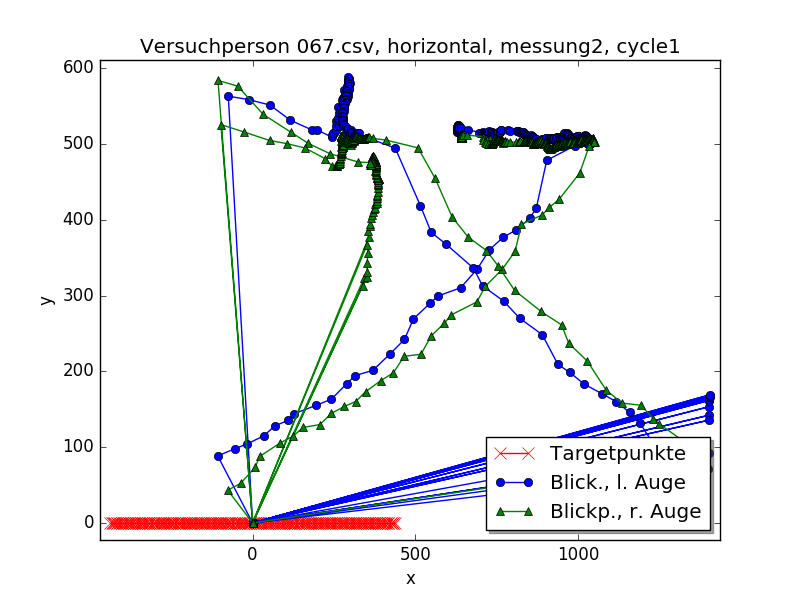 Versuchperson 067.csv, horizontal, messung2, cycle1
600
500
400
300
200
100
0
y
0 500 1000
x
Targetpunkte
Blick., l. Auge
Blickp., r. Auge